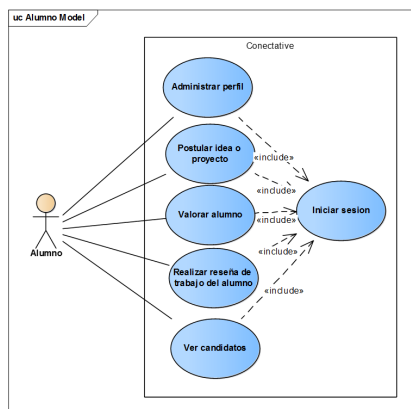 uc Alumno Model
Conectative
Administrar perfil
Postular idea o
proyecto
«include»
«include»
Valorar alumno
«include»
Iniciar sesion
Alumno
«include»
Realizar reseña de
trabajo del alumno
«include»
Ver candidatos